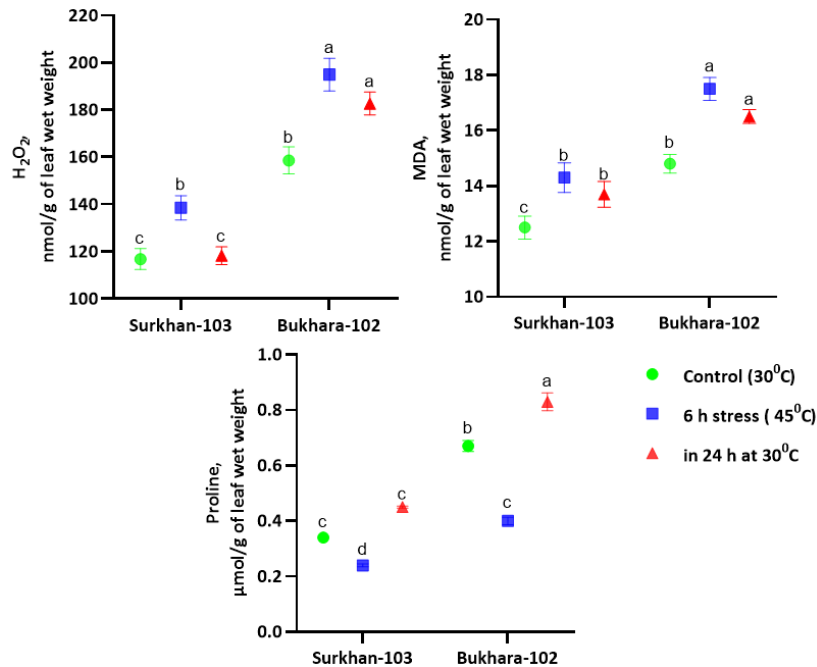 H₂O₂,
nmol/g of leaf wet weight
220
200
180
160
140
120
100
c
b
c
b
a
a
Surkhan-103
Bukhara-102
MDA,
nmol/g of leaf wet weight
20
18
16
14
12
10
c
b
b
b
a
a
Surkhan-103
Bukhara-102
Proline,
μmol/g of leaf wet weight
1.0
0.8
0.6
0.4
0.2
0.0
c
d
c
b
c
a
Surkhan-103
Bukhara-102
Control (30⁰C)
6 h stress ( 45⁰C)
in 24 h at 30⁰C